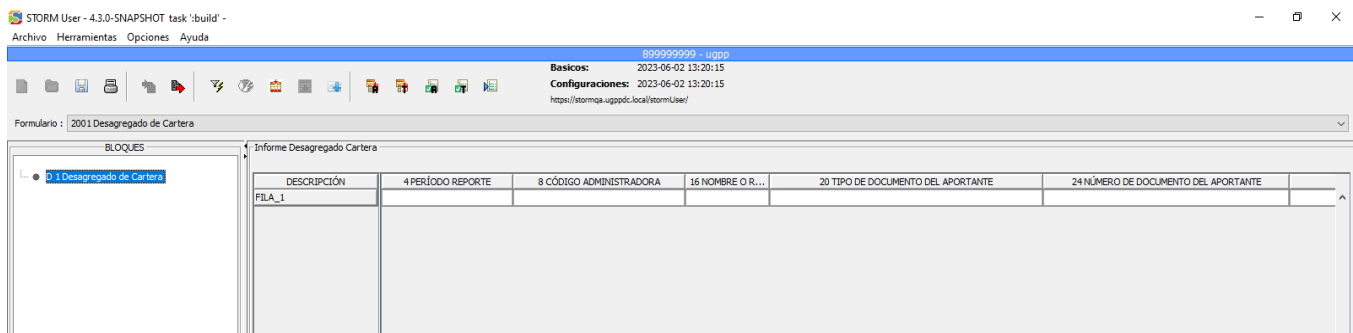 STORM User - 4.3.0-SNAPSHOT task ':build' -
Archivo Herramientas Opciones Ayuda
899999999 - ugpp
Basicos: 2023-06-02 13:20:15
Configuraciones: 2023-06-02 13:20:15
https://stormqa.ugppdc.local/stormUser/
Formulario : 2001 Desagregado de Cartera
BLOQUES
D 1 Desagregado de Cartera
Informe Desagregado Cartera
DESCRIPCIÓN 4 PERÍODO REPORTE 8 CÓDIGO ADMINISTRADORA 16 NOMBRE O R... 20 TIPO DE DOCUMENTO DEL APORTANTE 24 NÚMERO DE DOCUMENTO DEL APORTANTE
FILA_1